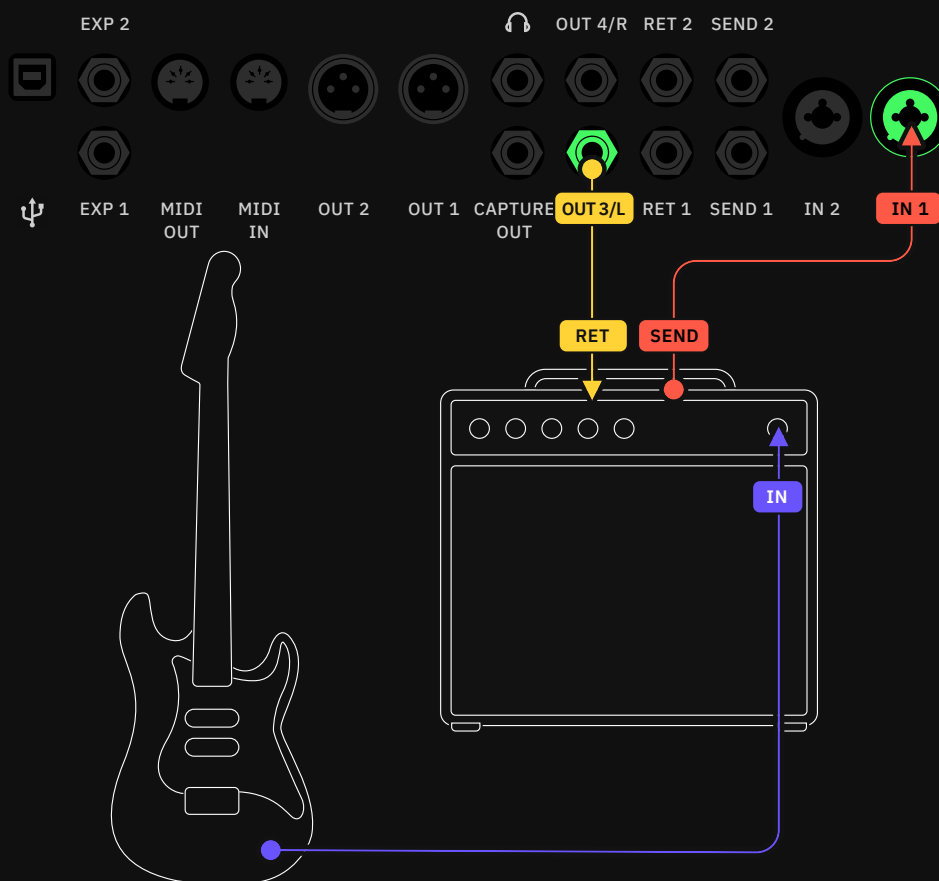 EXP 2
OUT 4/R
RET 2
SEND 2
EXP 1
MIDI
OUT
MIDI
IN
OUT 2
OUT 1
CAPTURE
OUT
OUT 3/L
RET 1
SEND 1
IN 2
IN 1
RET
SEND
IN